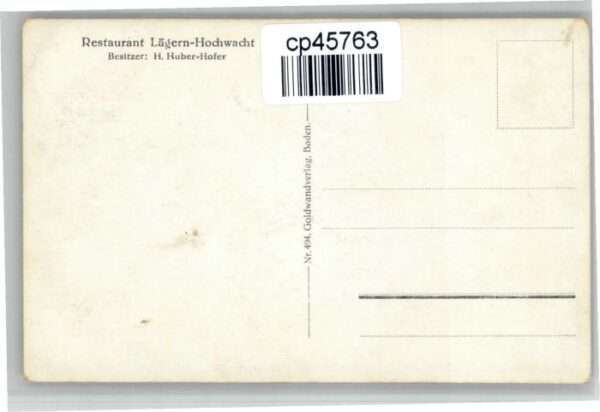 Restaurant Lägern-Hochwacht
Besitzer: H. Huber-Hofer
cp45763
Nr. 494. Goldwandverlag, Baden.